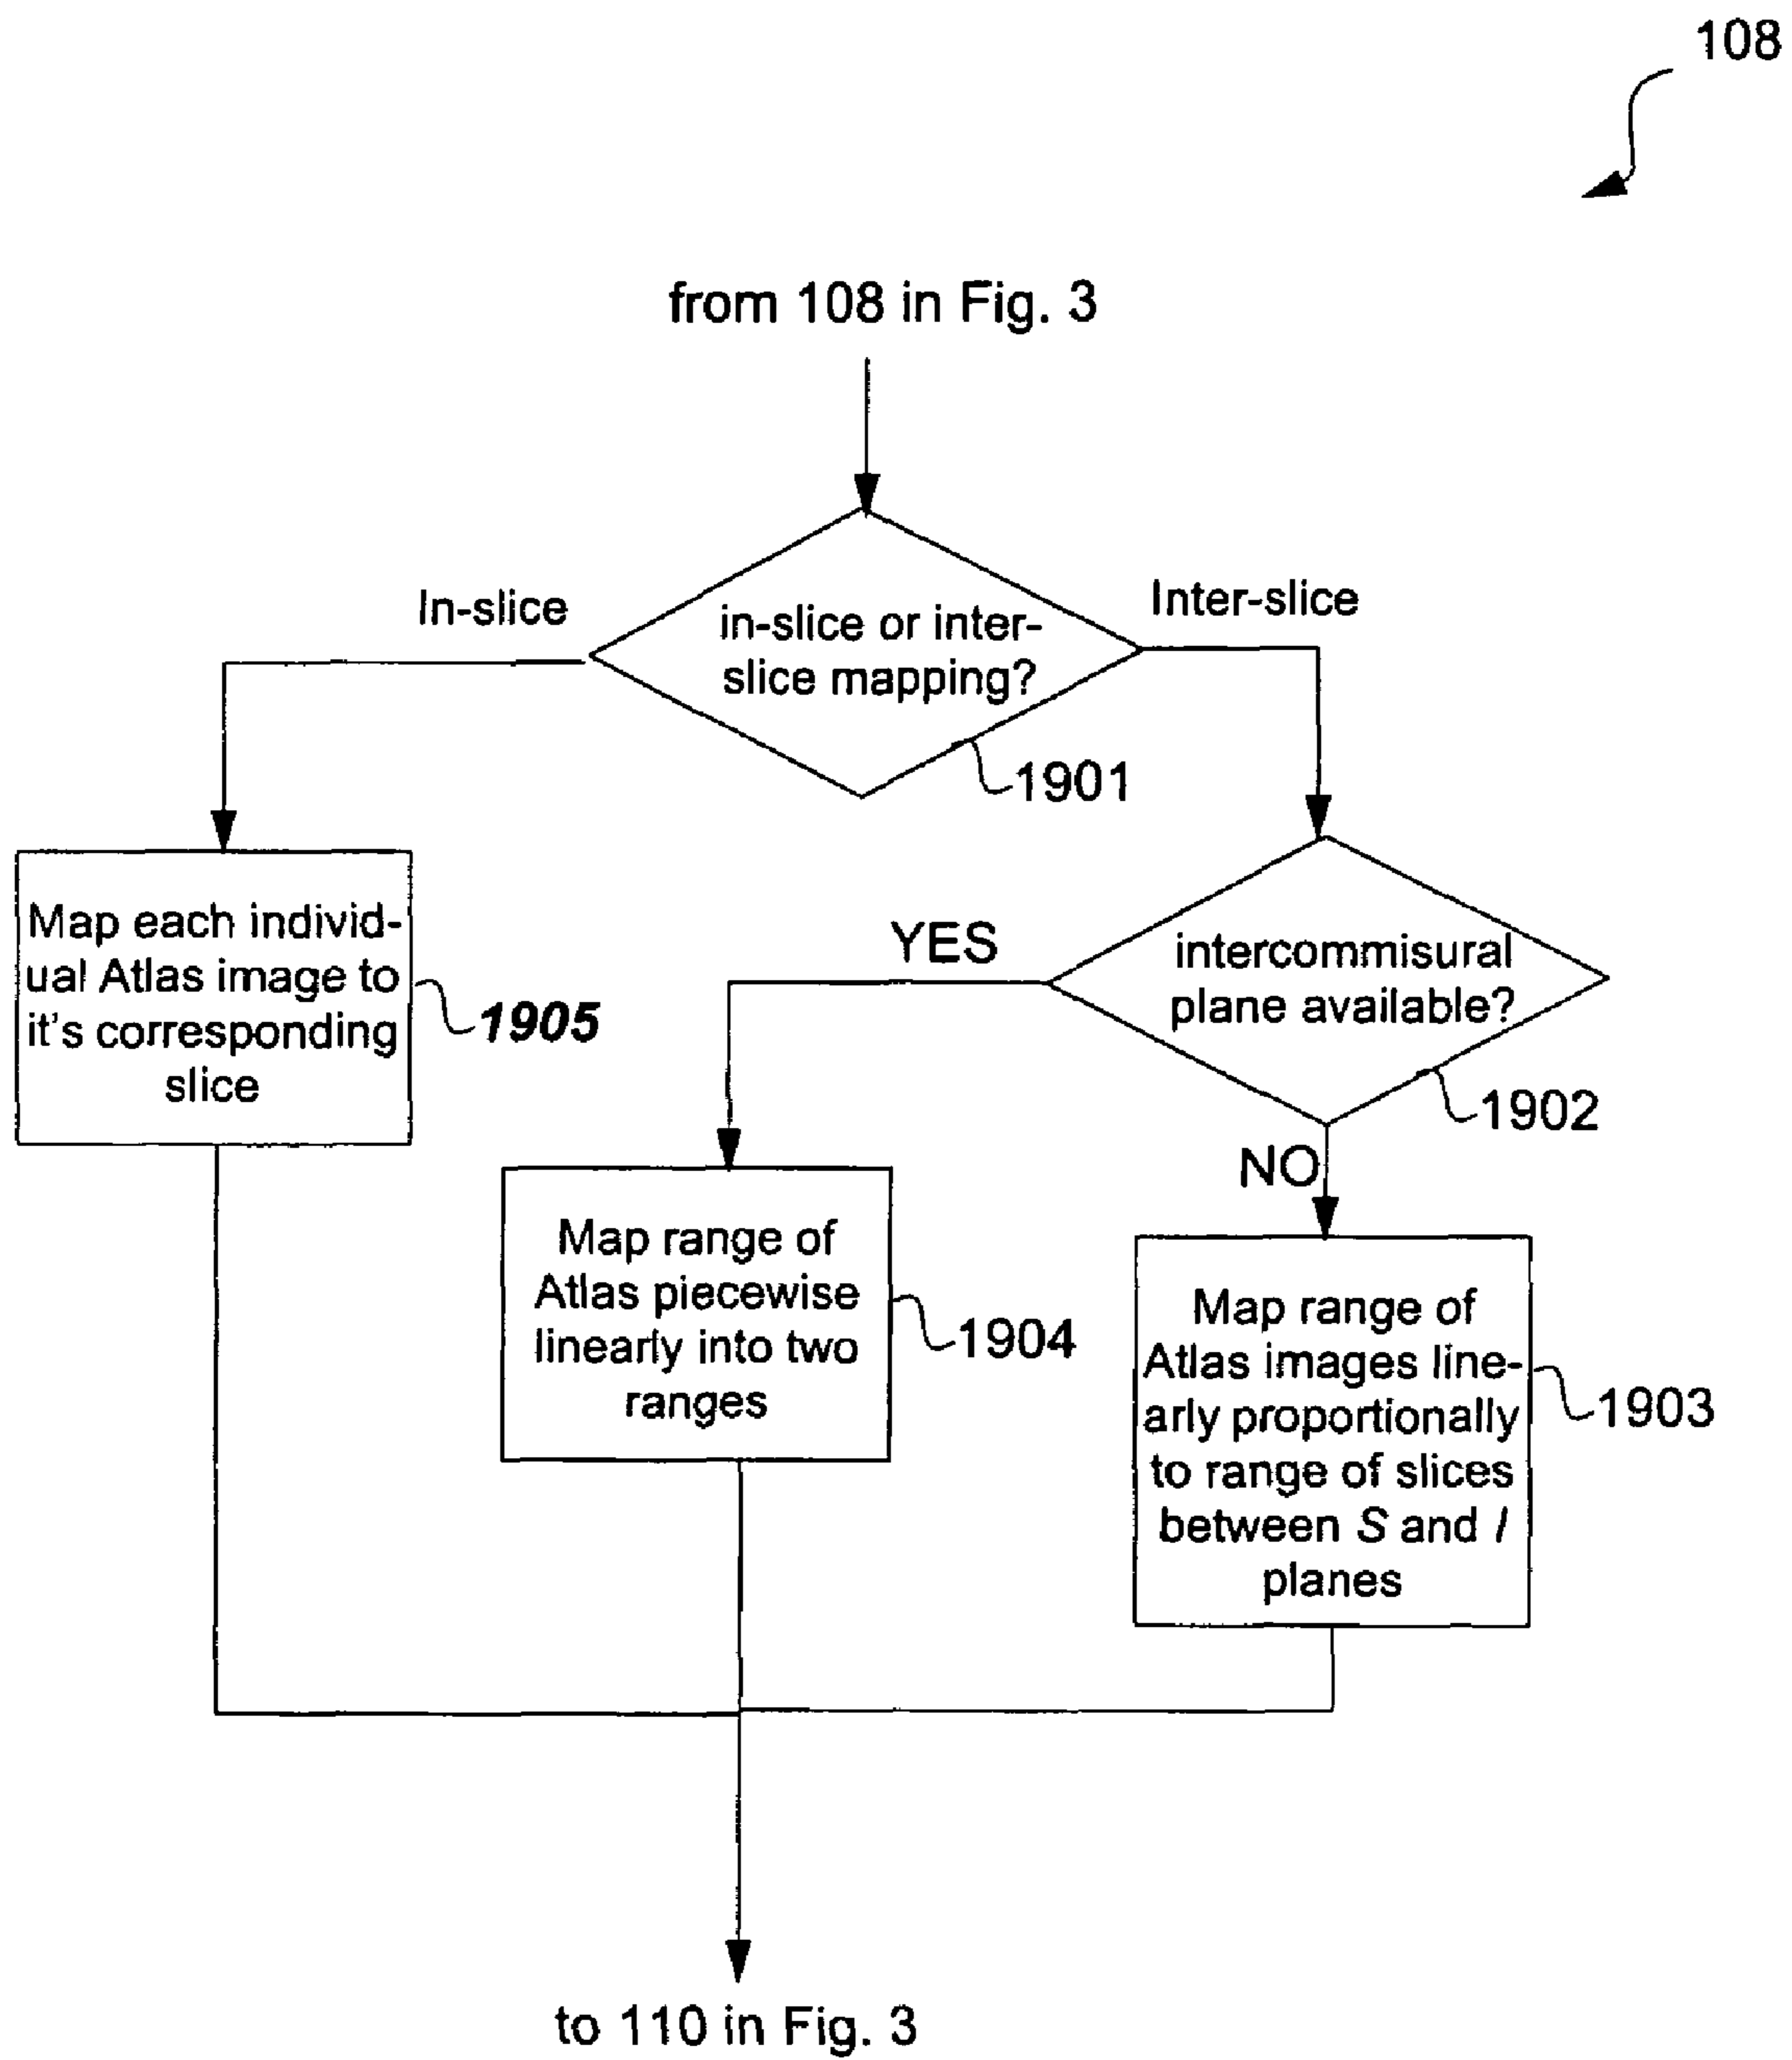 108
from 108 in Fig. 3
In-slice
Inter-slice
in-slice or inter-
slice mapping?
1901
Map each individ-
ual Atlas image to
it's corresponding
slice
1905
YES
intercommisural
plane available?
1902
NO
Map range of
Atlas piecewise
linearly into two
ranges
1904
Map range of
Atlas images line-
arly proportionally
to range of slices
between S and I
planes
1903
to 110 in Fig. 3